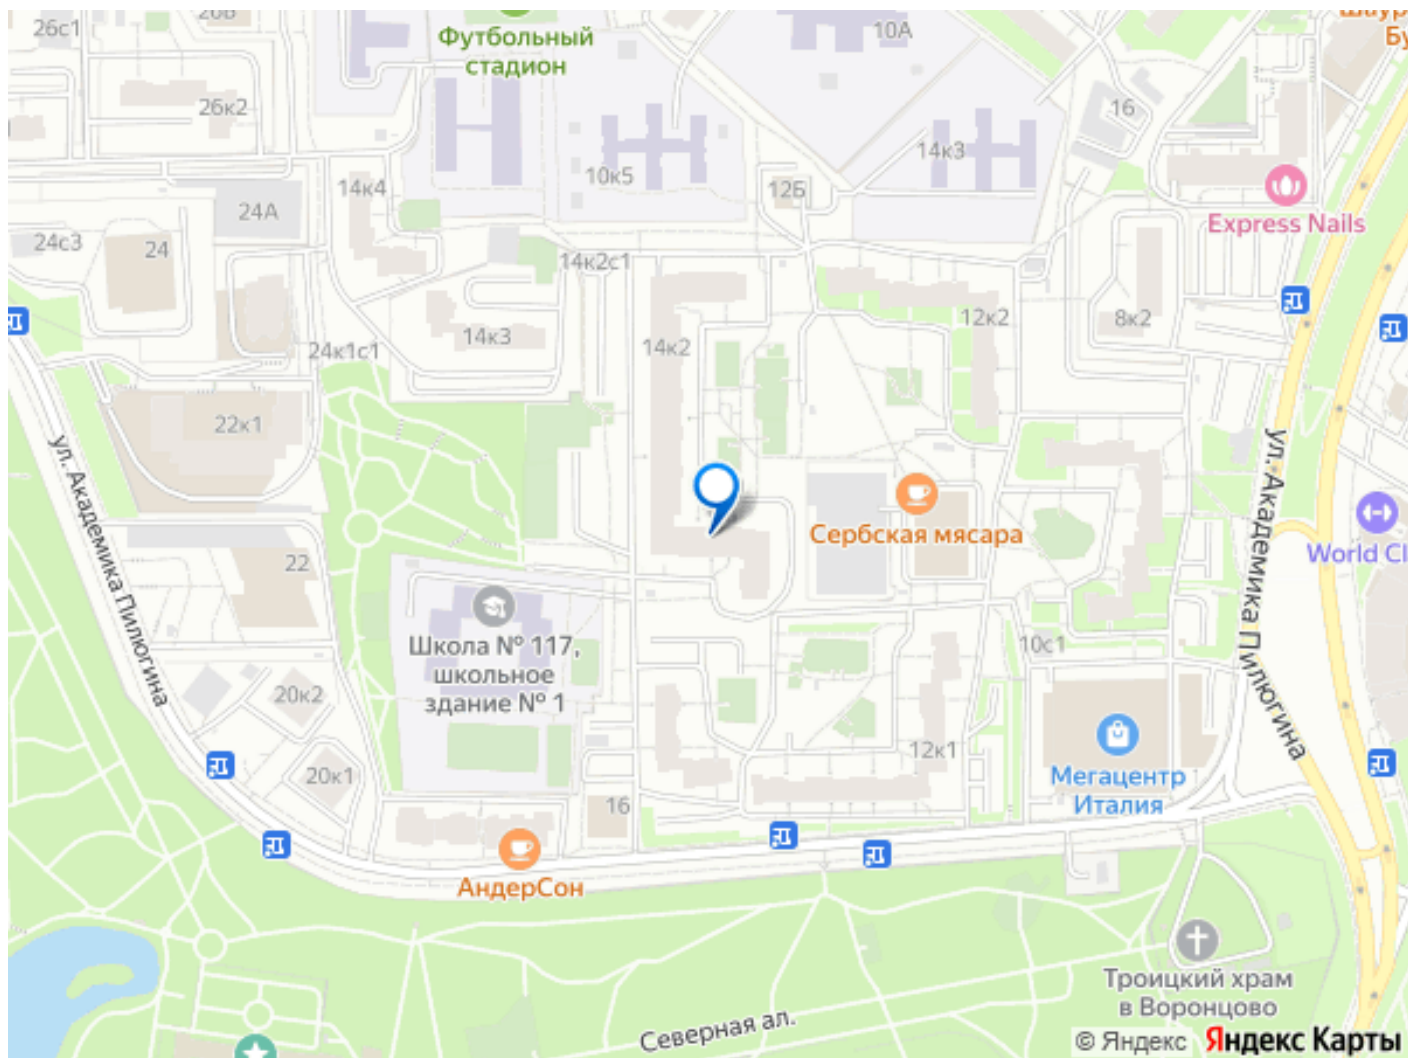 26с1
20Б
Футбольный
стадион
10А
Бу
26к2
16
14к3
14к4
10к5
12Б
Express Nails
24А
24с3
24
14к2с1
12к2
8к2
14к3
14к2
24к1с1
22к1
ул. Академика Пилюгина
ул. Академика Пилюгина
Сербская мясара
World Cl
22
Школа № 117,
школьное
здание № 1
10с1
20к2
12к1
Мегацентр
Италия
20к1
16
АндерСон
Троицкий храм
в Воронцово
Северная ал.
© Яндекс Яндекс Карты